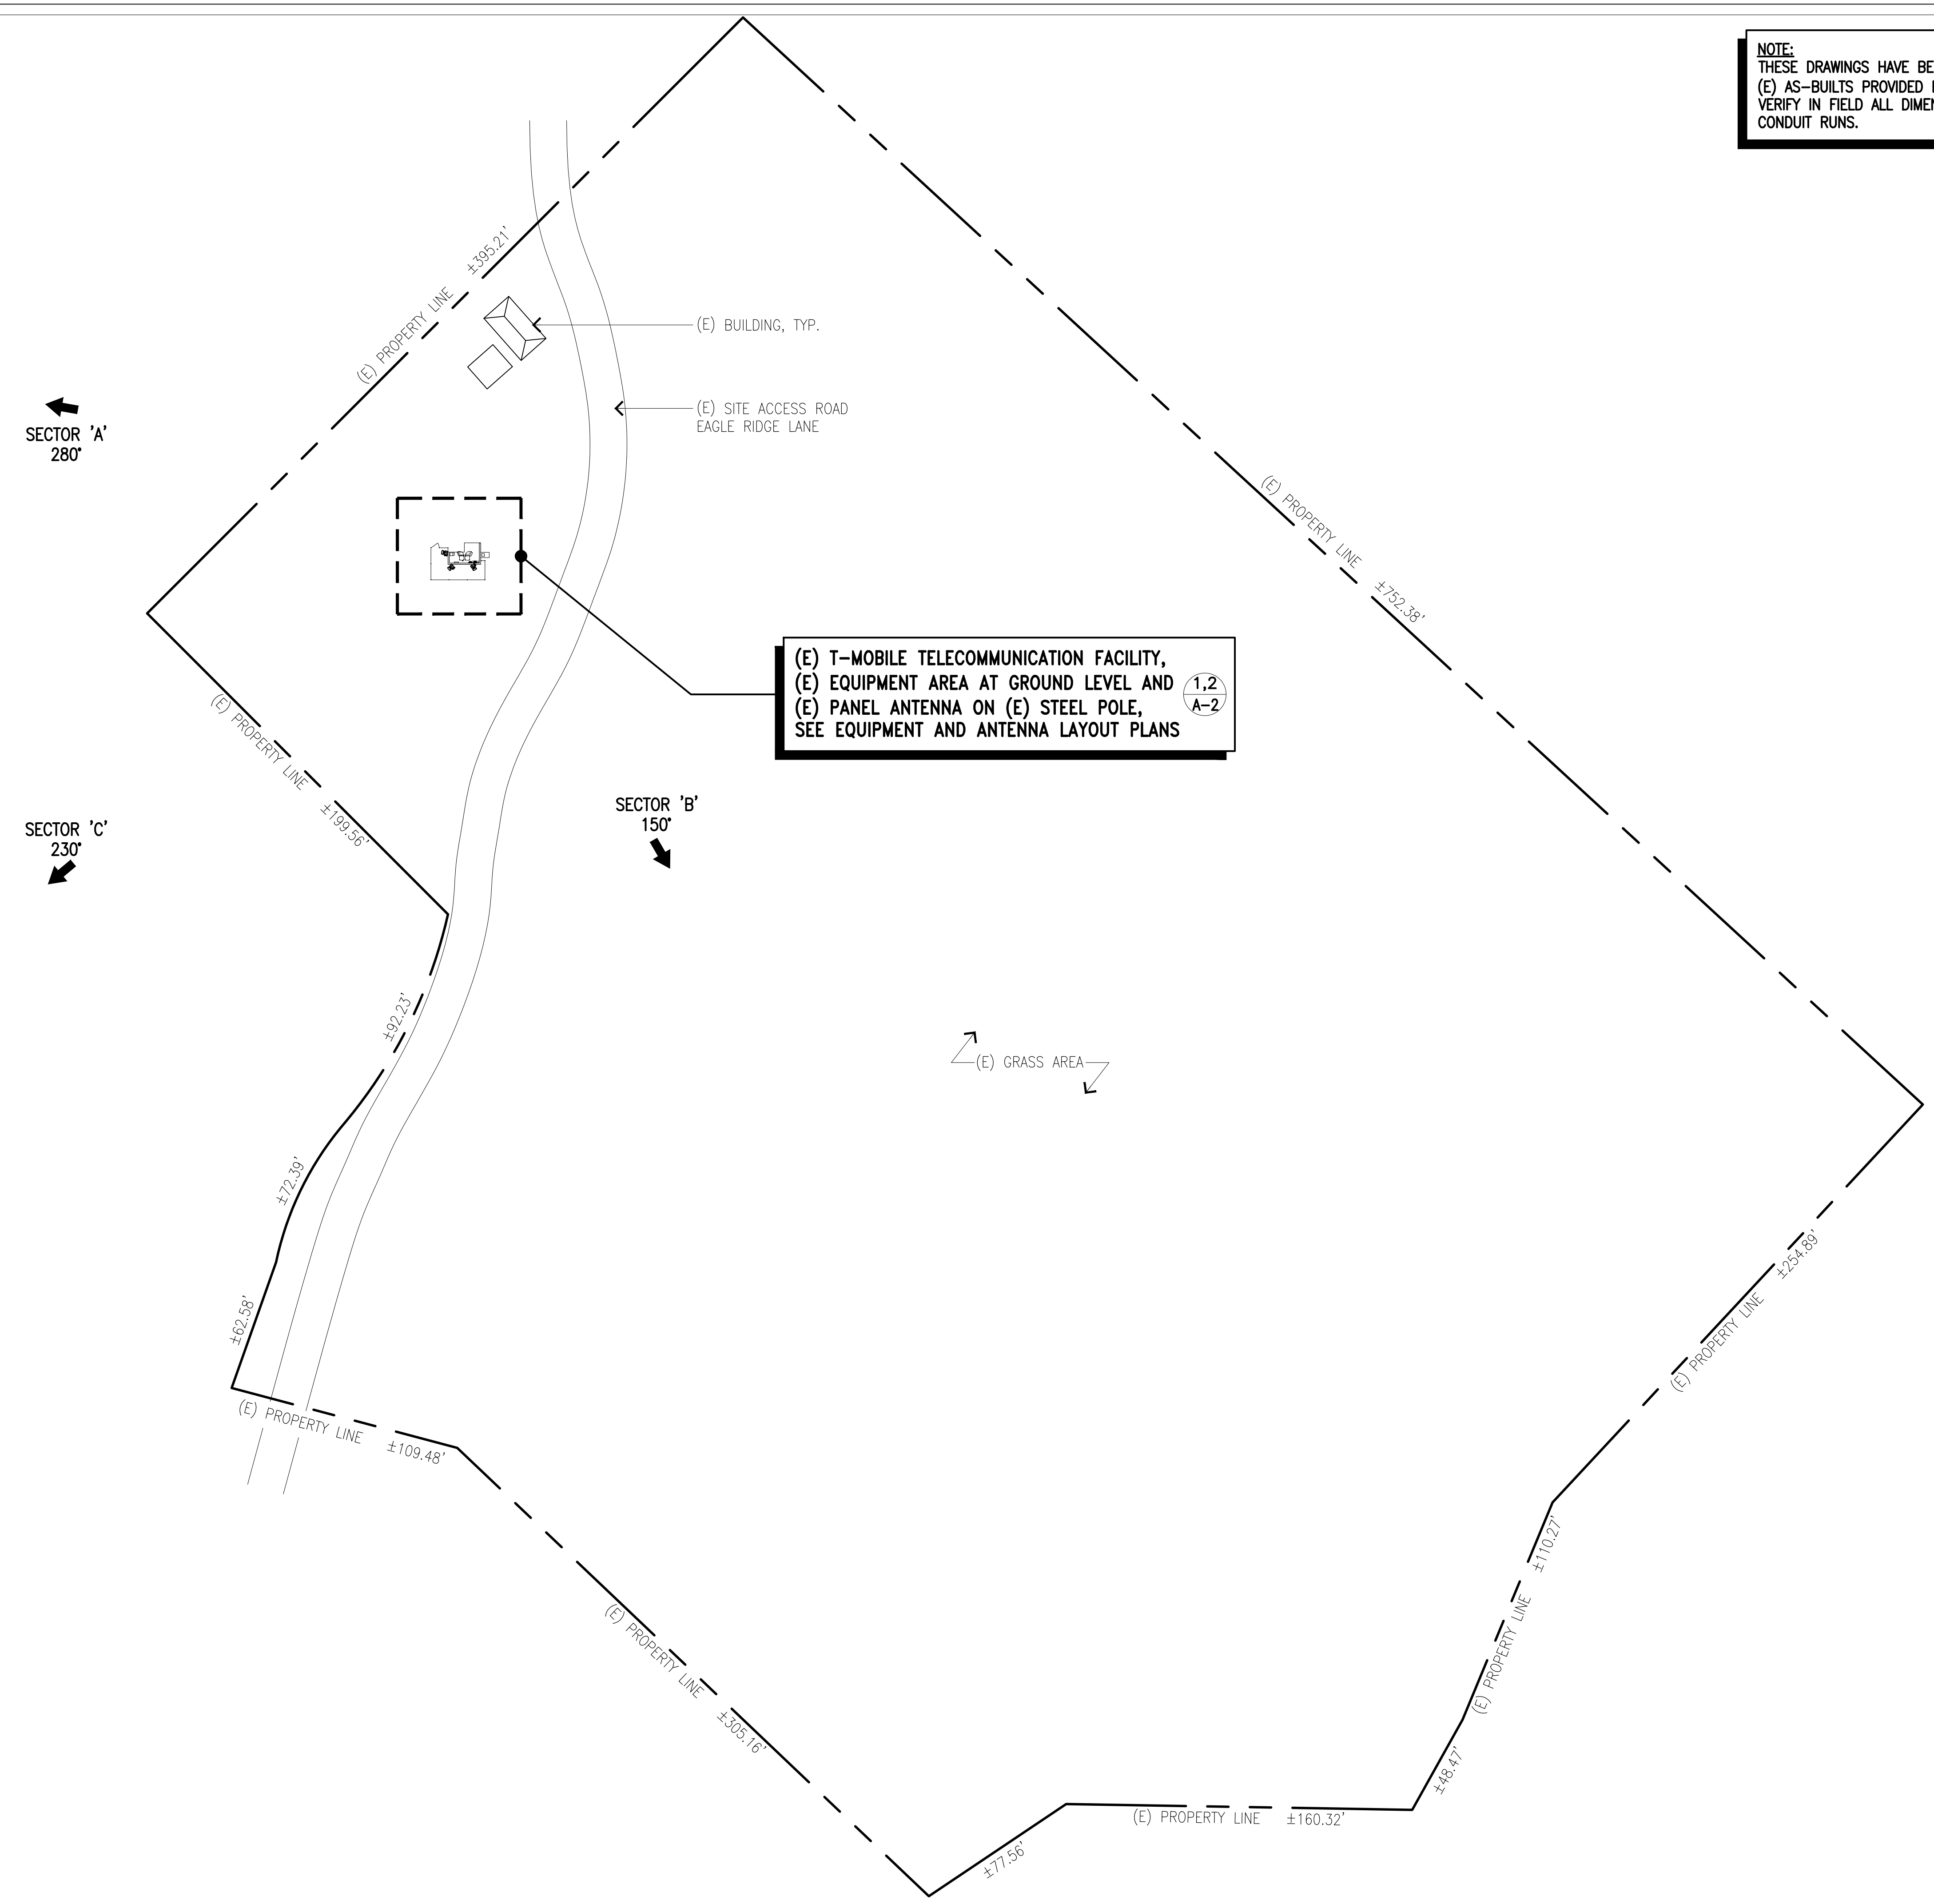 NOTE:
THESE DRAWINGS HAVE
(E) AS-BUILTS PROVIDED
VERIFY IN FIELD ALL
CONDUIT RUNS.
(E) PROPERTY LINE ±395.21'
(E) BUILDING, TYP.
(E) SITE ACCESS ROAD
EAGLE RIDGE LANE
SECTOR 'A'
280°
(E) PROPERTY LINE ±752.38'
(E) T-MOBILE TELECOMMUNICATION FACILITY,
(E) EQUIPMENT AREA AT GROUND LEVEL AND
(E) PANEL ANTENNA ON (E) STEEL POLE,
SEE EQUIPMENT AND ANTENNA LAYOUT PLANS
1,2
A-2
(E) PROPERTY LINE ±199.56'
SECTOR 'B'
150°
SECTOR 'C'
230°
±92.23'
(E) GRASS AREA
±72.39'
±254.89'
(E) PROPERTY LINE
±62.58'
(E) PROPERTY LINE ±109.48'
(E) PROPERTY LINE ±110.27'
(E) PROPERTY LINE ±305.16'
±48.47'
(E) PROPERTY LINE ±160.32'
±77.56'